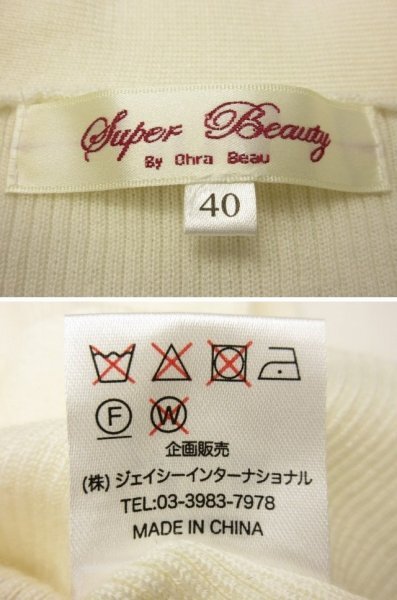 Super Beauty
By Ohra Beau
40
F W
企画販売
(株) ジェイシーインターナショナル
TEL:03-3983-7978
MADE IN CHINA